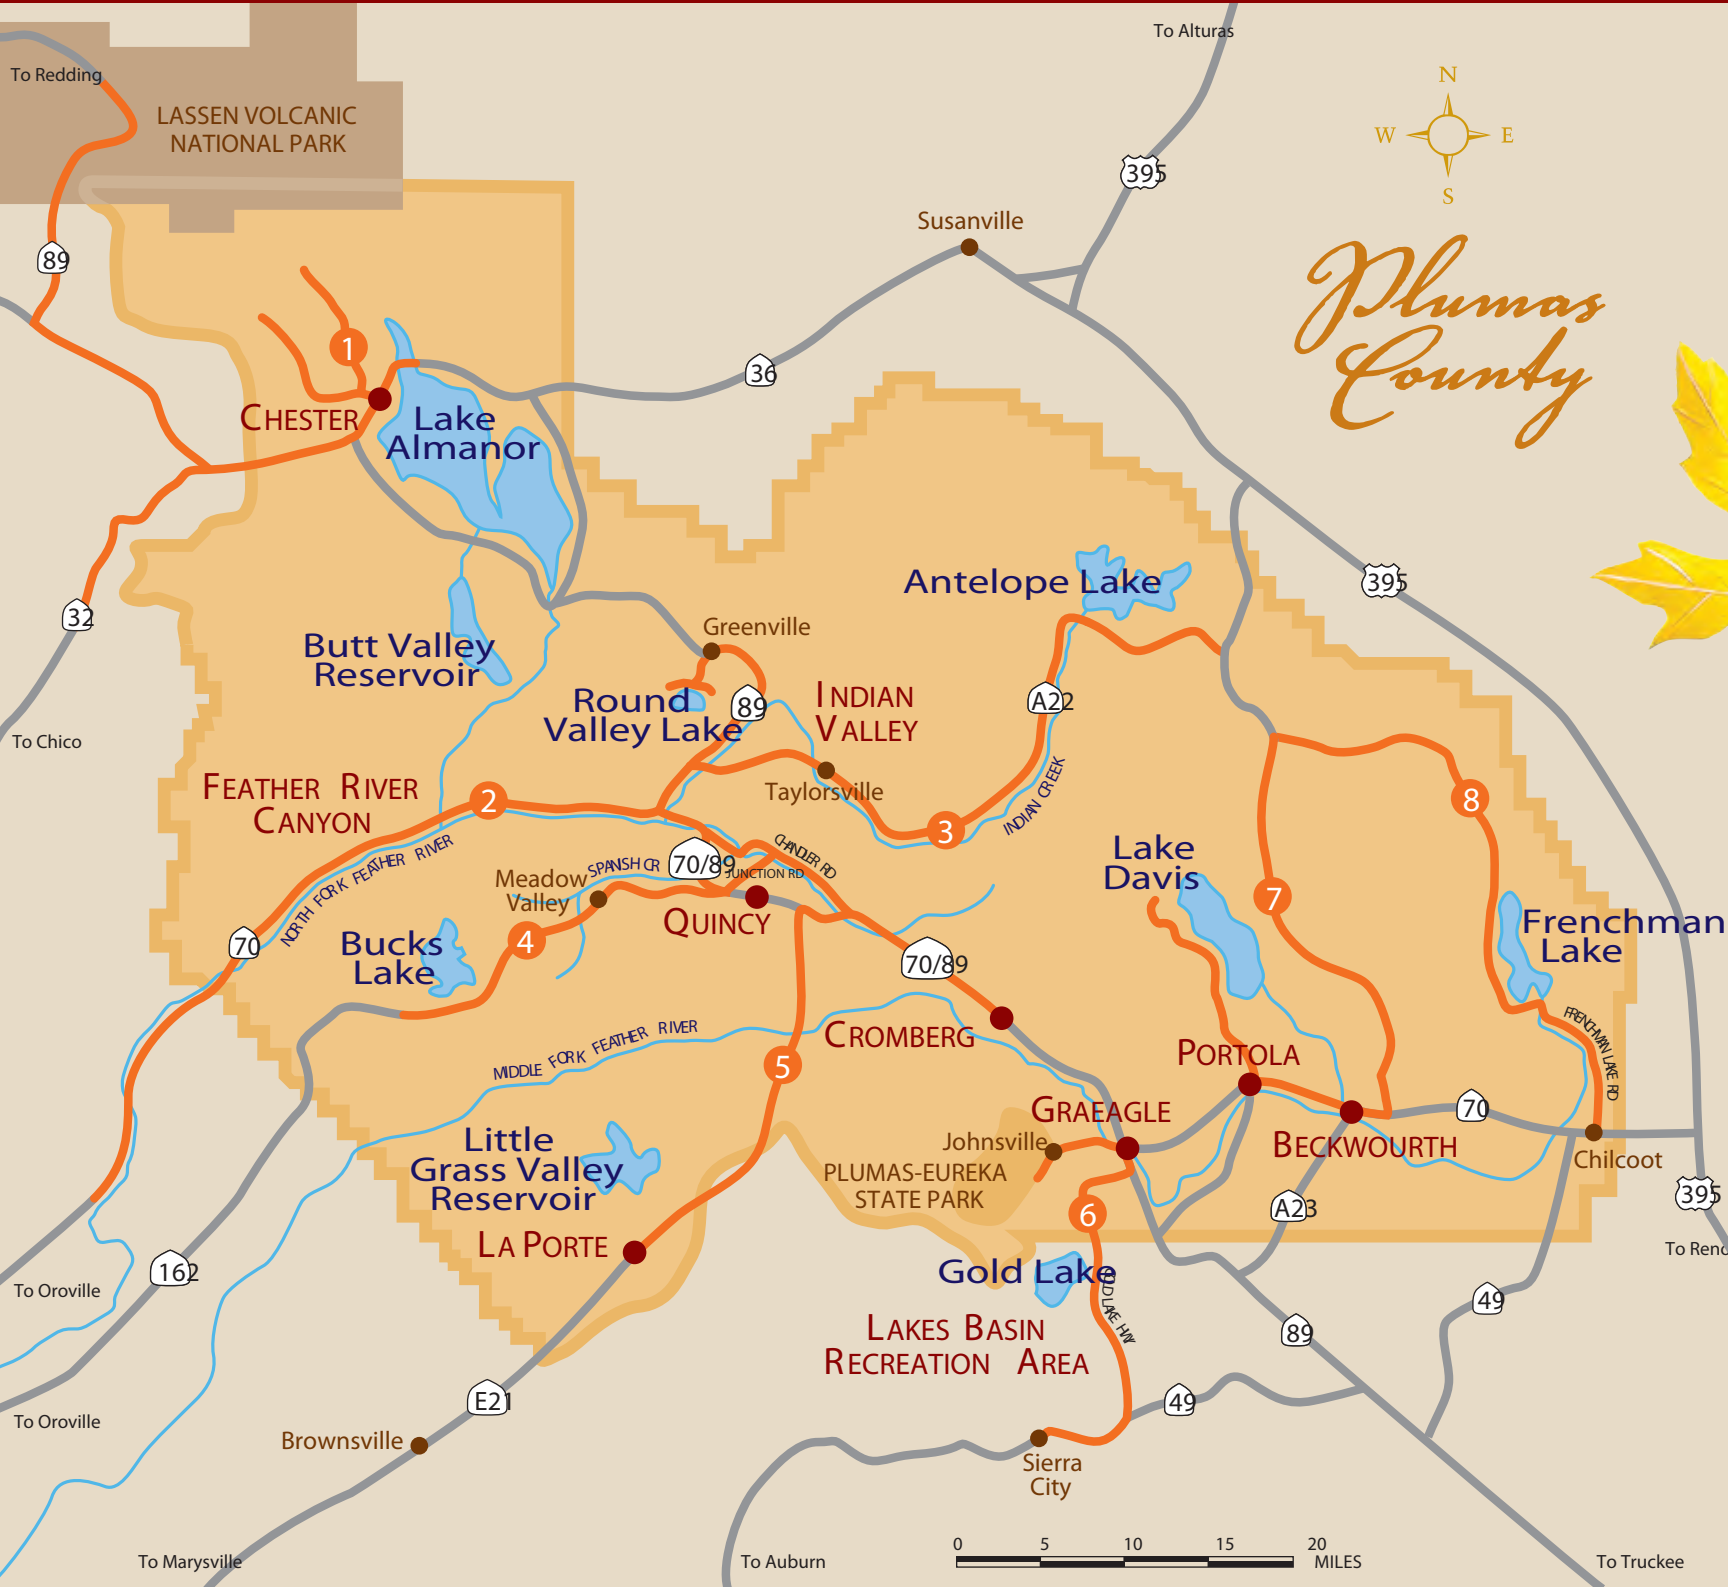 To Alturas
To Redding
LASSEN VOLCANIC
NATIONAL PARK
N
W
E
S
395
Susanville
89
Plumas
County
1
36
CHESTER
Lake
Almanor
395
Antelope Lake
32
Greenville
Butt Valley
Reservoir
Round
Valley Lake
89
INDIAN
VALLEY
A22
To Chico
FEATHER RIVER
CANYON
2
Taylorsville
3
INDIAN CREEK
8
NORTH FORK FEATHER RIVER
SPANISH CR
70/89
CHANDLER RD
JUNCTION RD
Lake
Davis
Meadow
Valley
QUINCY
7
Frenchman
Lake
70
Bucks
Lake
4
70/89
CROMBERG
MIDDLE FORK FEATHER RIVER
5
PORTOLA
FRENCHMAN LAKE RD
GRAEAGLE
70
Little
Grass Valley
Reservoir
Johnsville
PLUMAS-EUREKA
STATE PARK
BECKWOURTH
Chilcoot
395
A23
6
LA PORTE
Gold Lake
GOLD LAKE HWY
To Reno
162
To Oroville
49
LAKES BASIN
RECREATION AREA
89
E21
49
To Oroville
Brownsville
Sierra
City
0 5 10 15 20
MILES
To Marysville
To Auburn
To Truckee